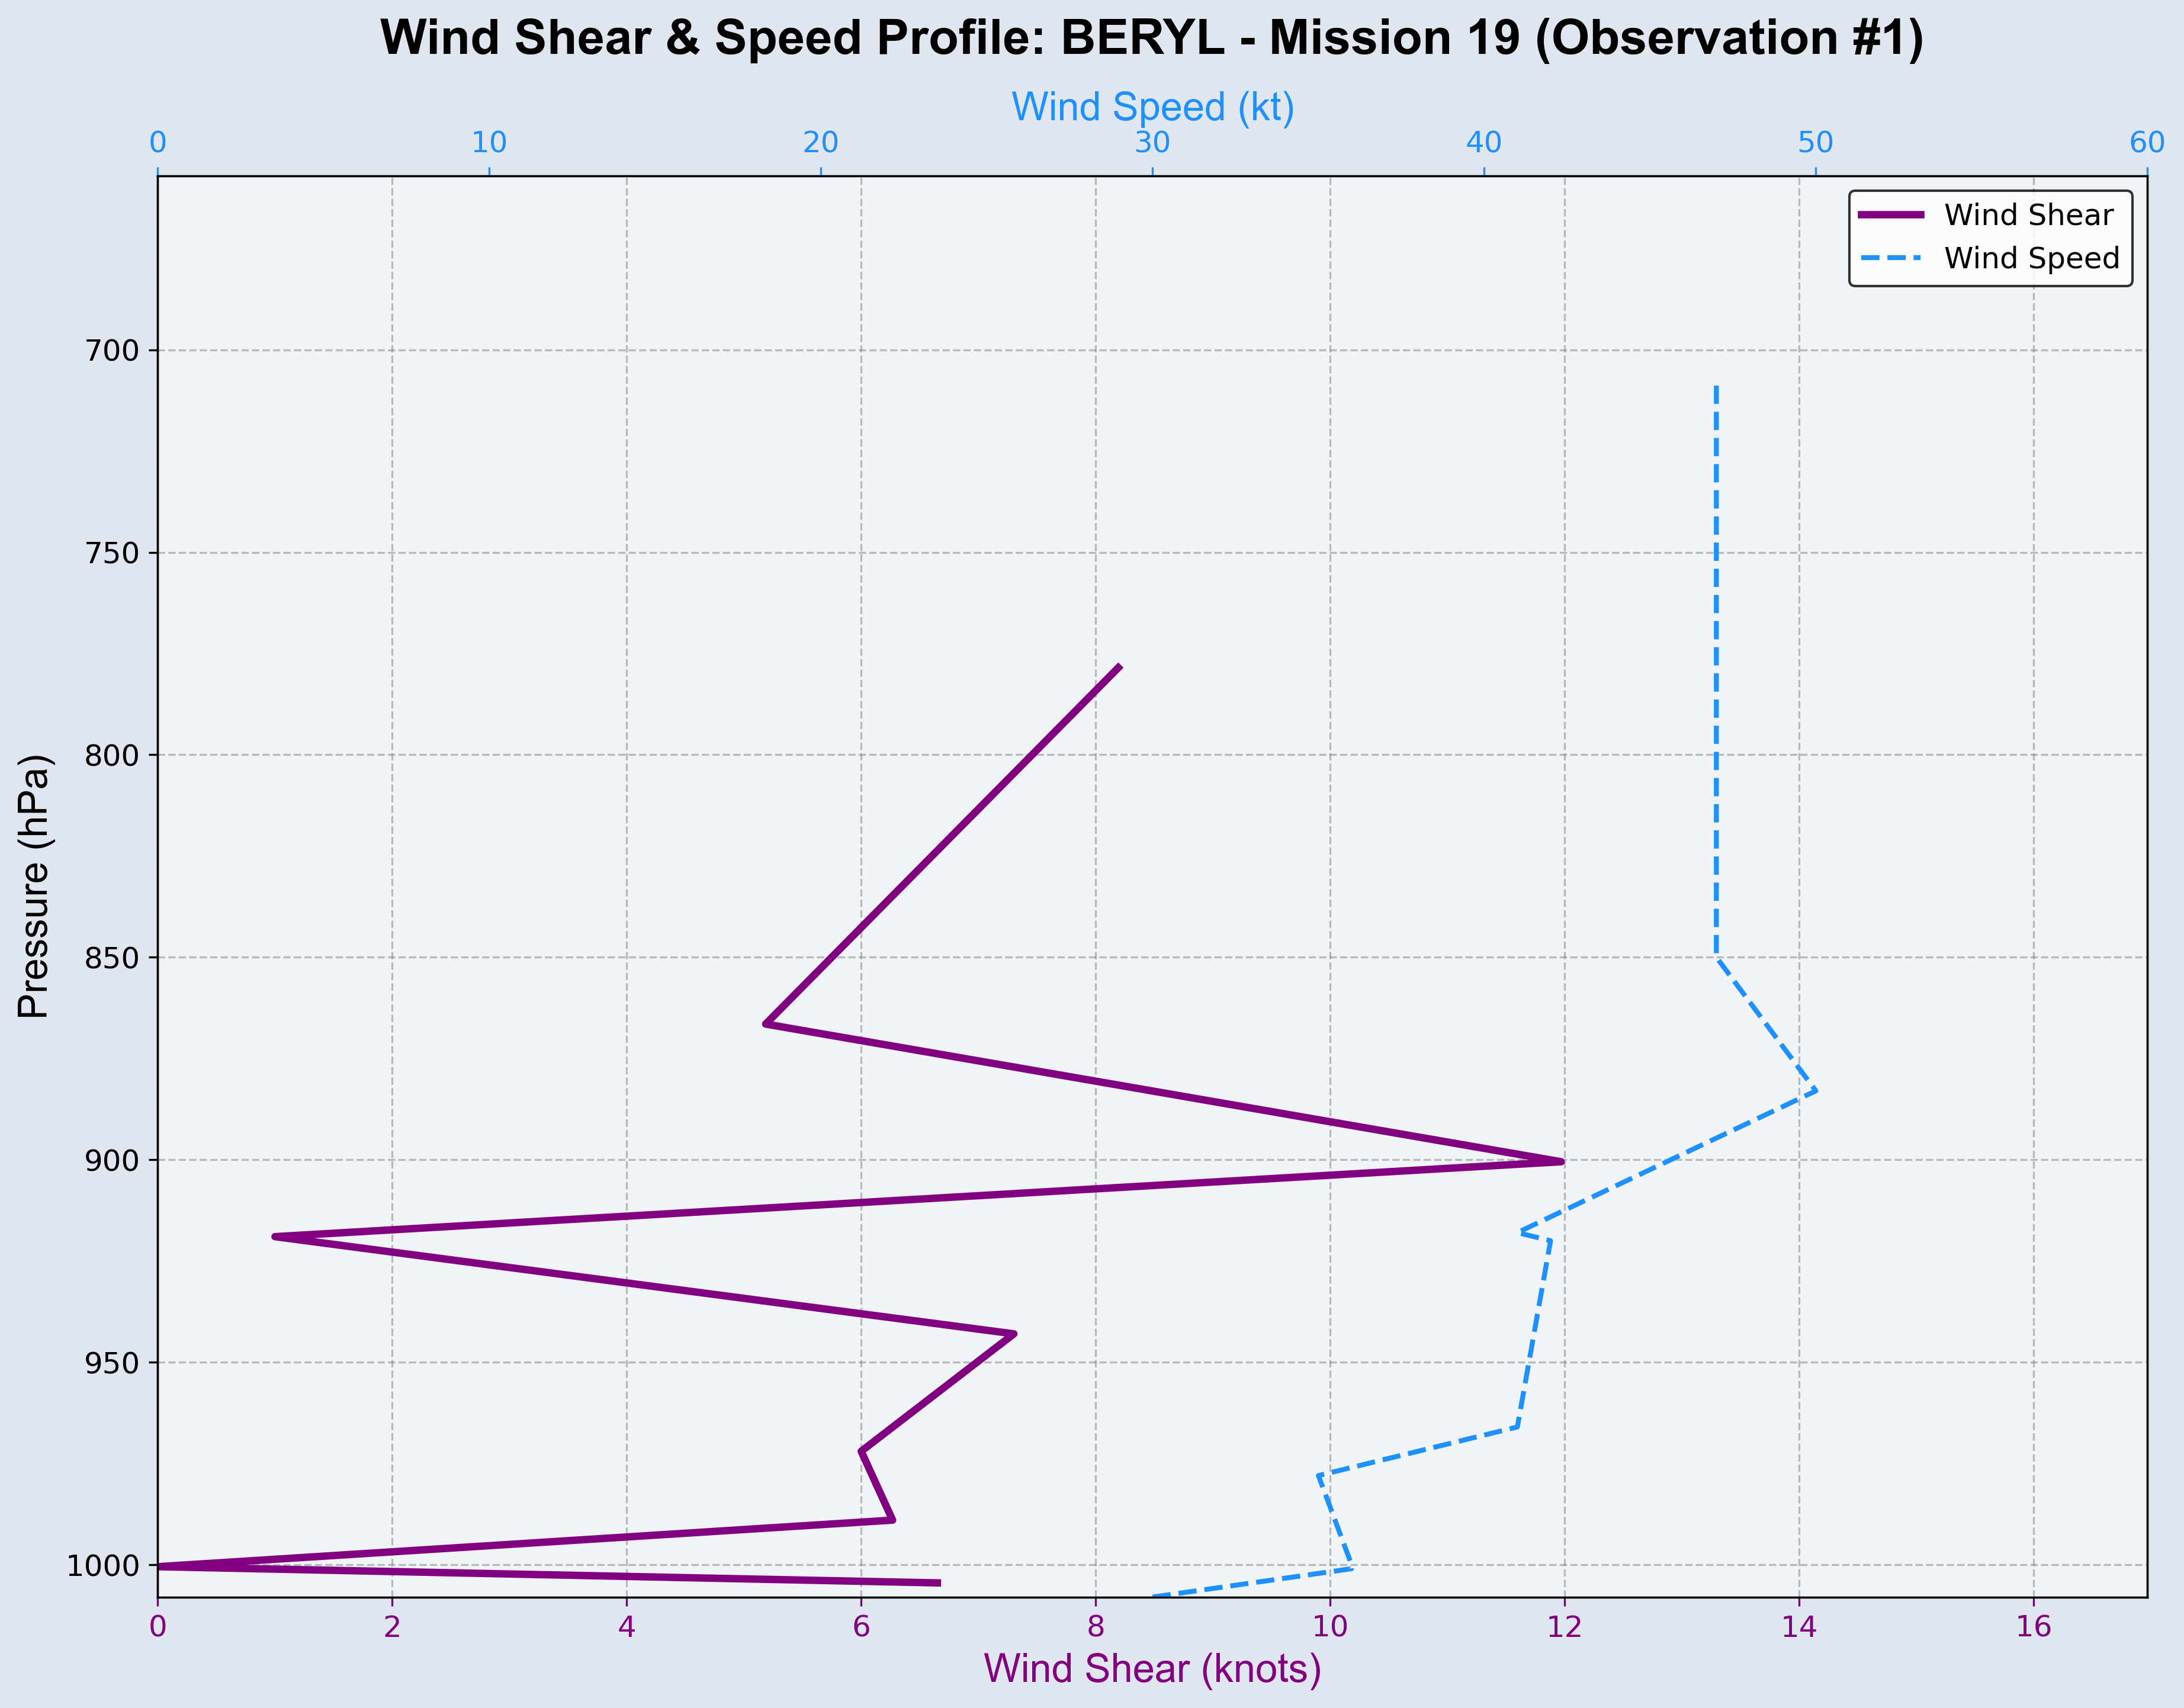 Wind Shear & Speed Profile: BERYL - Mission 19 (Observation #1)
Wind Speed (kt)
0 10 20 30 40 50 60
Wind Shear
Wind Speed
Pressure (hPa)
700
750
800
850
900
950
1000
0 2 4 6 8 10 12 14 16
Wind Shear (knots)